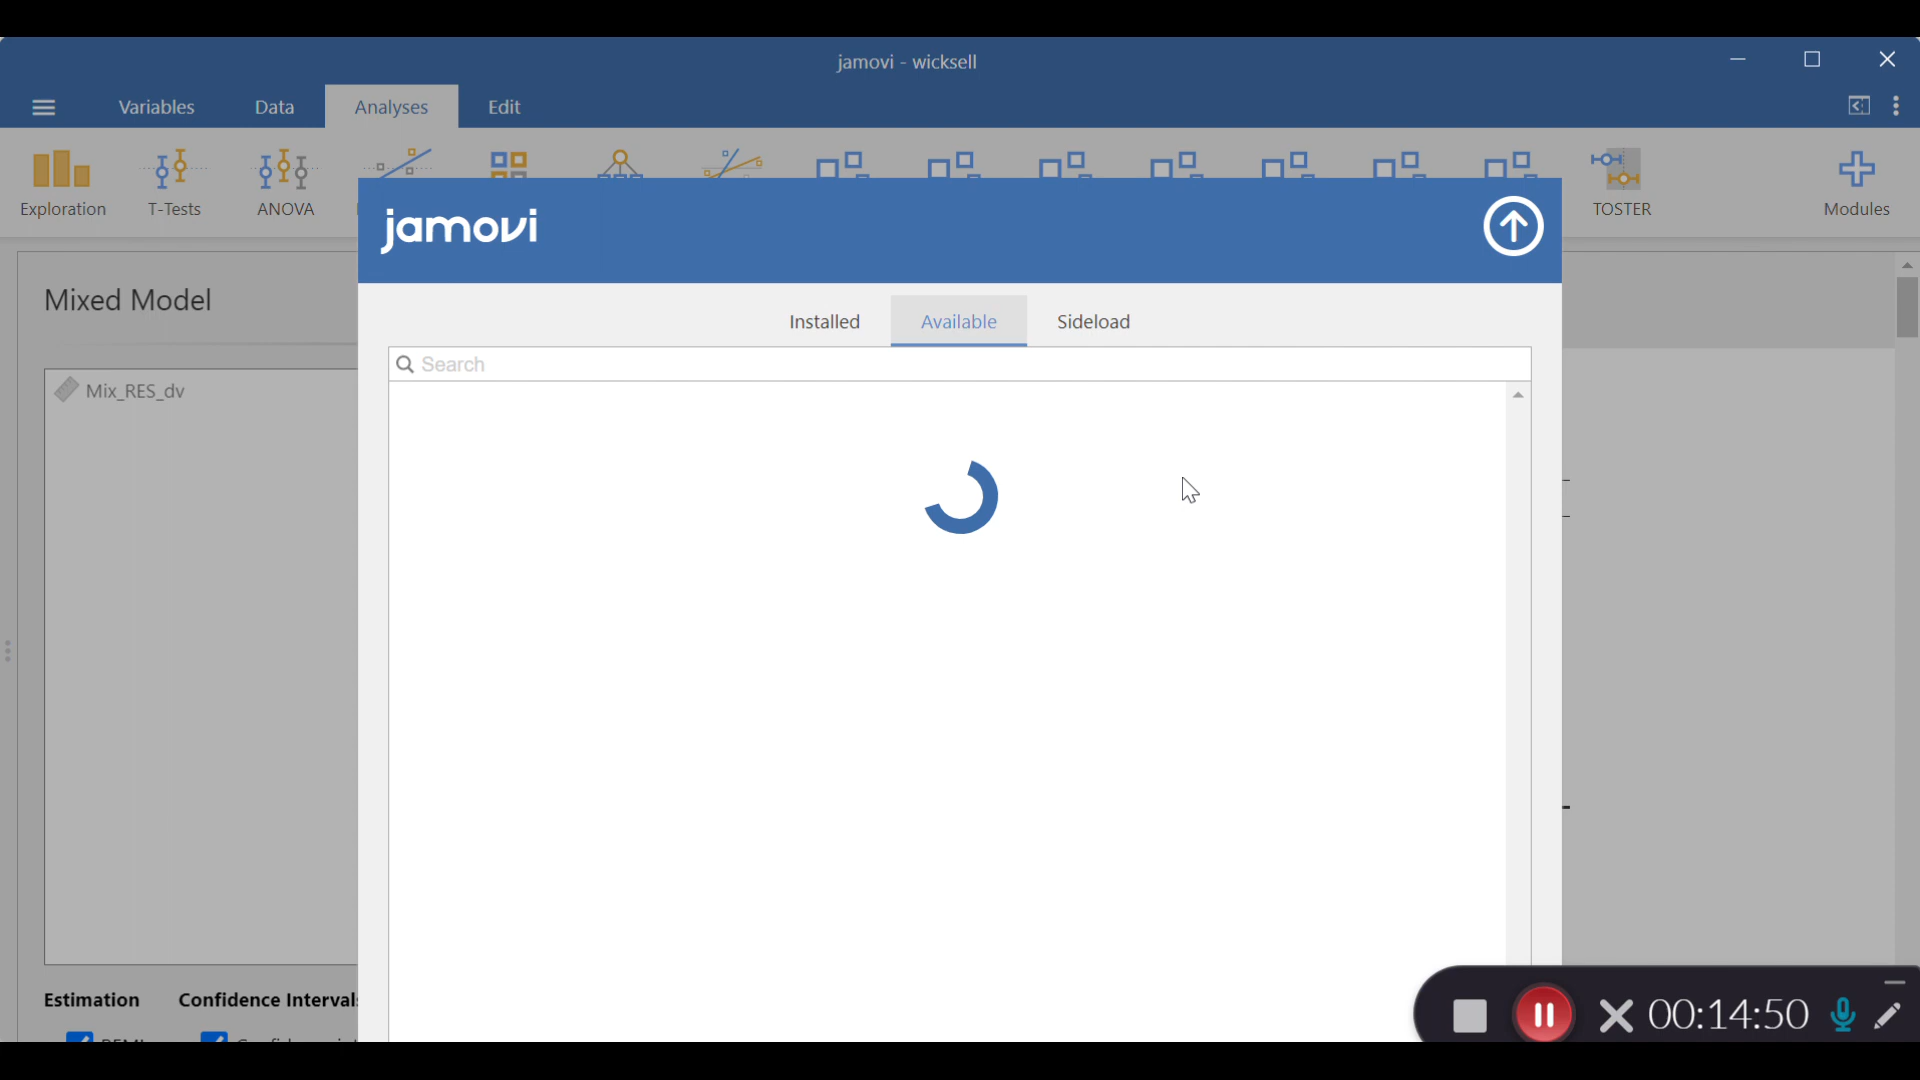 jamovi - wicksell
Variables Data Analyses Edit
Exploration T-Tests ANOVA TOSTER Modules
jamovi
Installed Available Sideload
Search
Mixed Model
Mix_RES_dv
Estimation Confidence Intervals
00:14:50